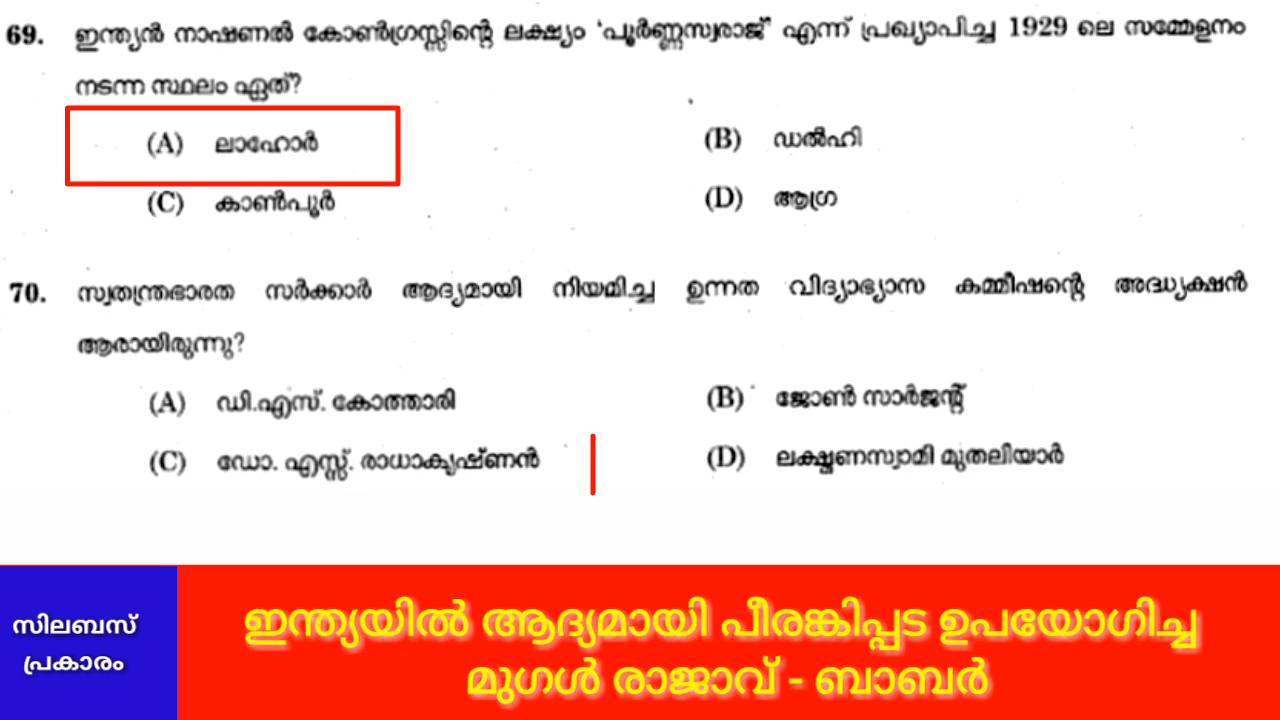 69. ഇന്ത്യൻ നാഷണൽ കോൺഗ്രസ്സിന്റെ ലക്ഷ്യം 'പൂർണ്ണസ്വരാജ്' എന്ന് പ്രഖ്യാപിച്ച 1929 ലെ സമ്മേളനം
നടന്ന സ്ഥലം ഏത്?
(A) ലാഹോർ (B) ഡൽഹി
(C) കാൺപൂർ (D) ആഗ്ര
70. സ്വതന്ത്രഭാരത സർക്കാർ ആദ്യമായി നിയമിച്ച ഉന്നത വിദ്യാഭ്യാസ കമ്മീഷന്റെ അദ്ധ്യക്ഷൻ
ആരായിരുന്നു?
(A) ഡി.എസ്. കോത്താരി (B) ജോൺ സാർജന്റ്
(C) ഡോ. എസ്സ്. രാധാകൃഷ്ണൻ (D) ലക്ഷ്മണസ്വാമി മുതലിയാർ
സിലബസ്
പ്രകാരം
ഇന്ത്യയിൽ ആദ്യമായി പീരങ്കിപ്പട ഉപയോഗിച്ച
മുഗൾ രാജാവ് - ബാബർ